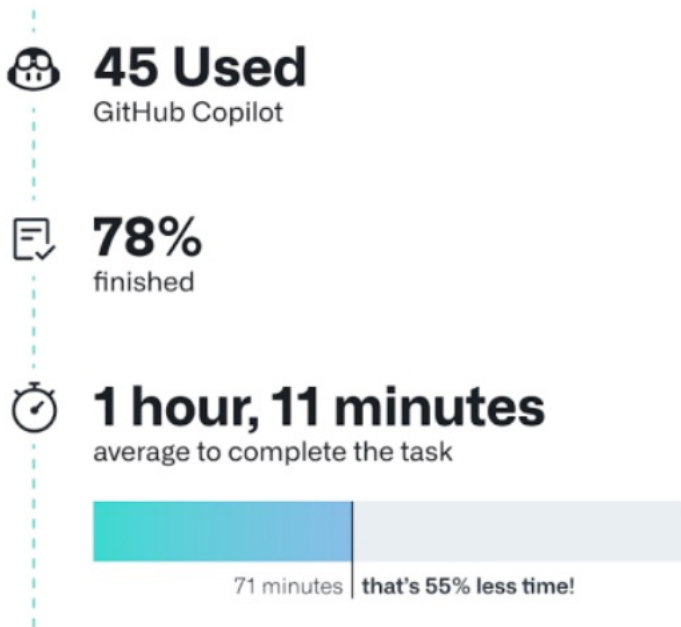 45 Used
GitHub Copilot
78%
finished
1 hour, 11 minutes
average to complete the task
71 minutes
that's 55% less time!